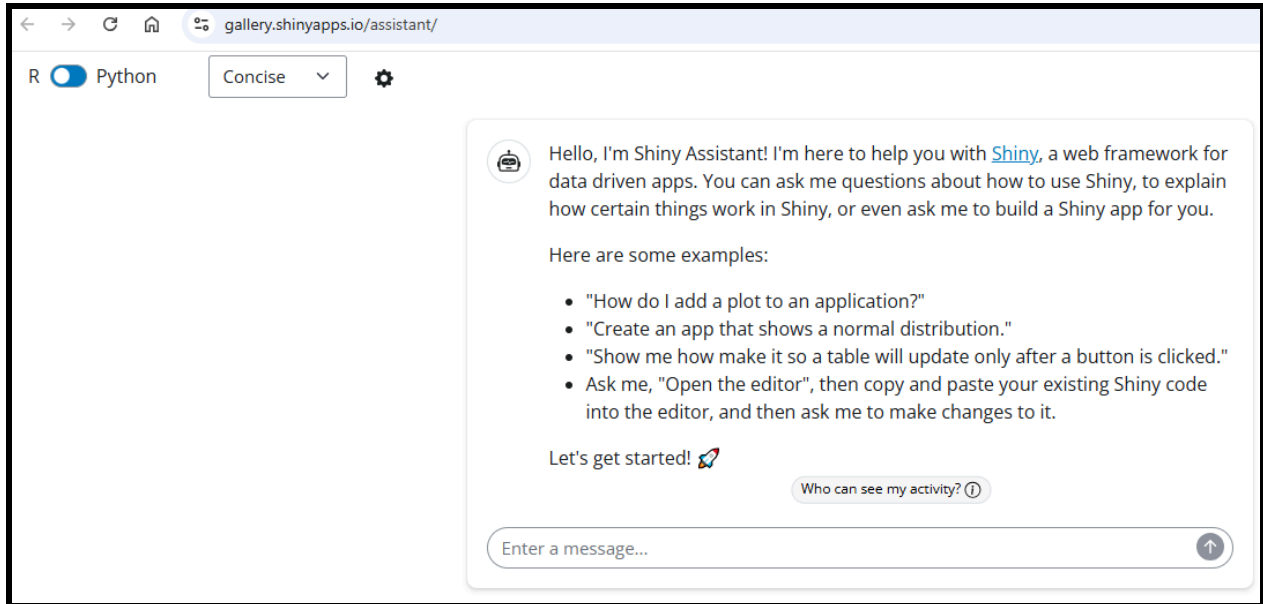 gallery.shinyapps.io/assistant/
R Python Concise
Hello, I'm Shiny Assistant! I'm here to help you with Shiny, a web framework for
data driven apps. You can ask me questions about how to use Shiny, to explain
how certain things work in Shiny, or even ask me to build a Shiny app for you.
Here are some examples:
• "How do I add a plot to an application?"
• "Create an app that shows a normal distribution."
• "Show me how make it so a table will update only after a button is clicked."
• Ask me, "Open the editor", then copy and paste your existing Shiny code
into the editor, and then ask me to make changes to it.
Let's get started! 🚀
Who can see my activity?
Enter a message...